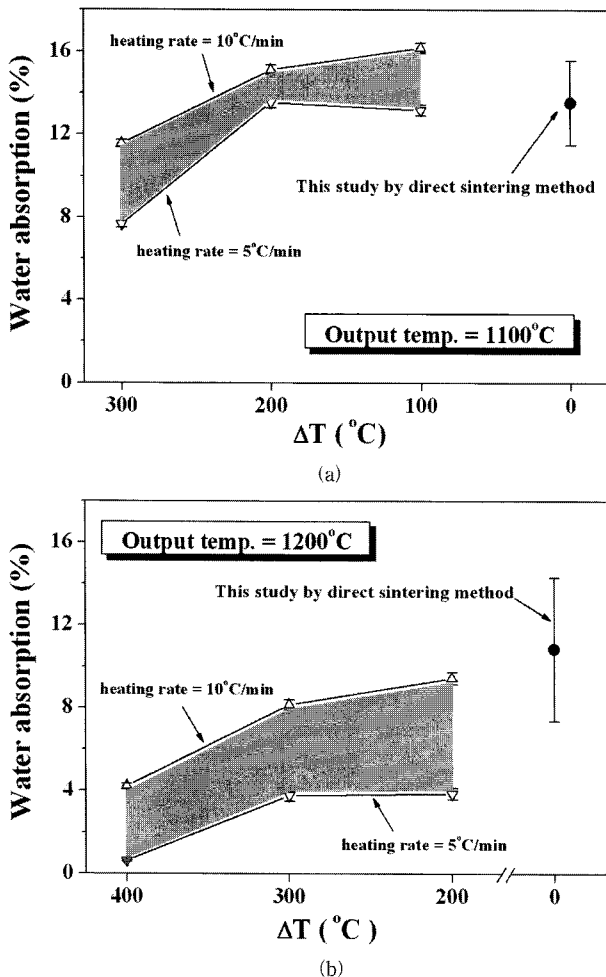 heating rate = 10°C/min
16
12
8
4
0
Water absorption (%)
This study by direct sintering method
heating rate = 5°C/min
Output temp. = 1100°C
300 200 100 0
ΔT (°C)
(a)
Output temp. = 1200°C
16
12
8
4
0
Water absorption (%)
This study by direct sintering method
heating rate = 10°C/min
heating rate = 5°C/min
400 300 200 0
ΔT (°C)
(b)